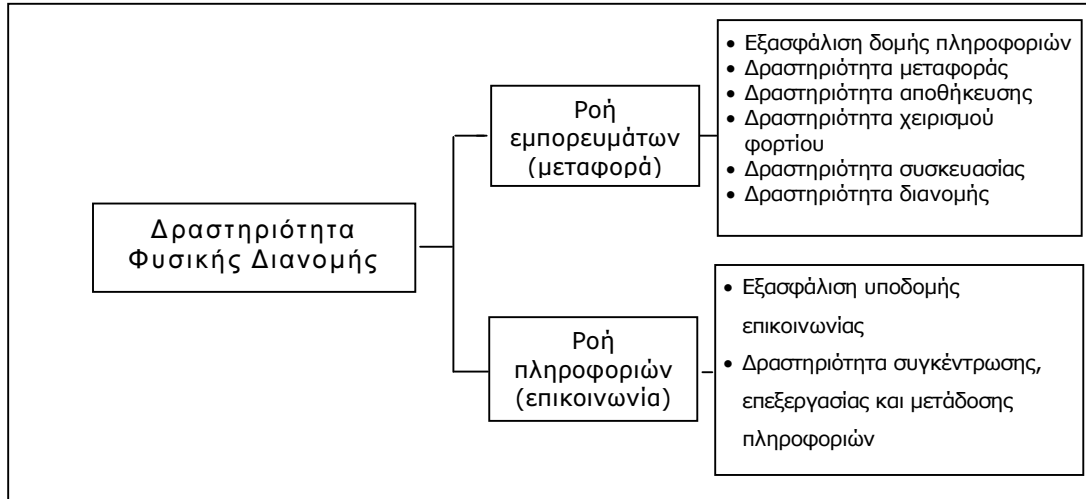 Δραστηριότητα
Φυσικής Διανομής
Ροή
εμπορευμάτων
(μεταφορά)
• Εξασφάλιση δομής πληροφοριών
• Δραστηριότητα μεταφοράς
• Δραστηριότητα αποθήκευσης
• Δραστηριότητα χειρισμού
φορτίου
• Δραστηριότητα συσκευασίας
• Δραστηριότητα διανομής
Ροή
πληροφοριών
(επικοινωνία)
• Εξασφάλιση υποδομής
επικοινωνίας
• Δραστηριότητα συγκέντρωσης,
επεξεργασίας και μετάδοσης
πληροφοριών